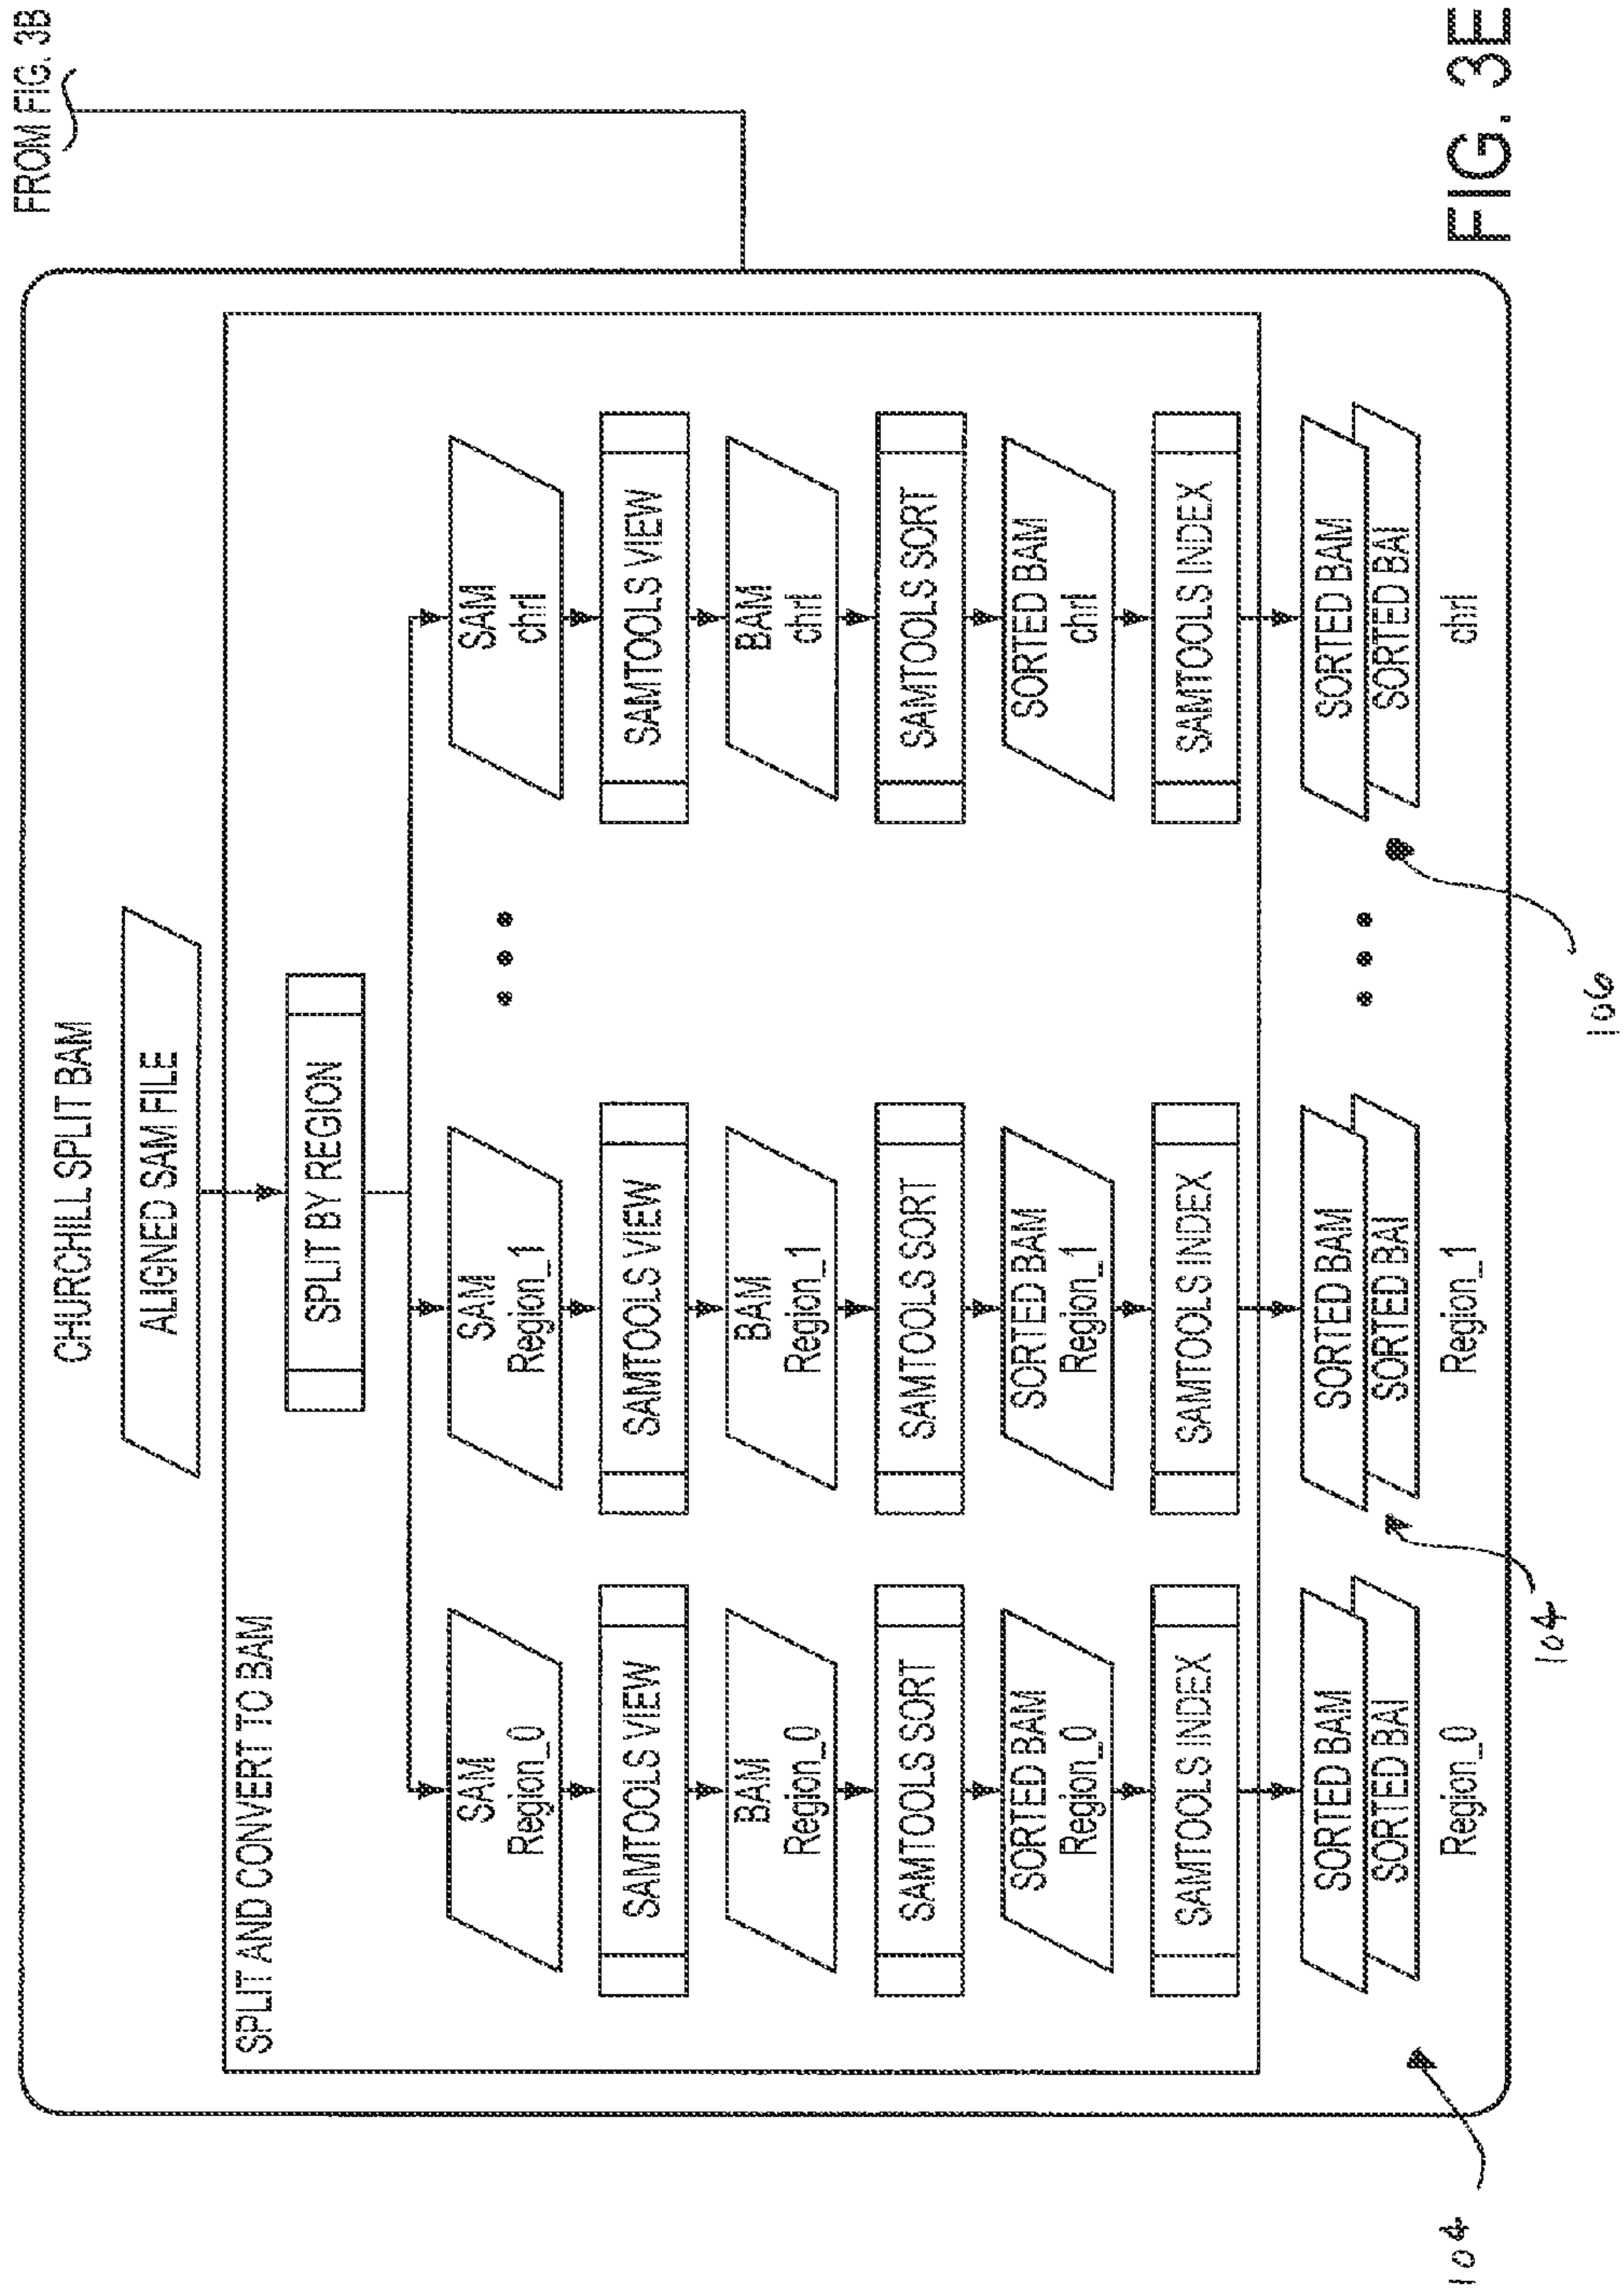 FROM FIG. 3B
CHURCHILL SPLIT BAM
ALIGNED SAM FILE
SPLIT AND CONVERT TO BAM
SPLIT BY REGION
SAM
Region_0
SAM
Region_1
SAM
chrI
SAMTOOLS VIEW
SAMTOOLS VIEW
SAMTOOLS VIEW
BAM
Region_0
BAM
Region_1
BAM
chrI
SAMTOOLS SORT
SAMTOOLS SORT
SAMTOOLS SORT
SORTED BAM
Region_0
SORTED BAM
Region_1
SORTED BAM
chrI
SAMTOOLS INDEX
SAMTOOLS INDEX
SAMTOOLS INDEX
SORTED BAM
SORTED BAI
Region_0
SORTED BAM
SORTED BAI
Region_1
SORTED BAM
SORTED BAI
chrI
104
104
106
FIG. 3E